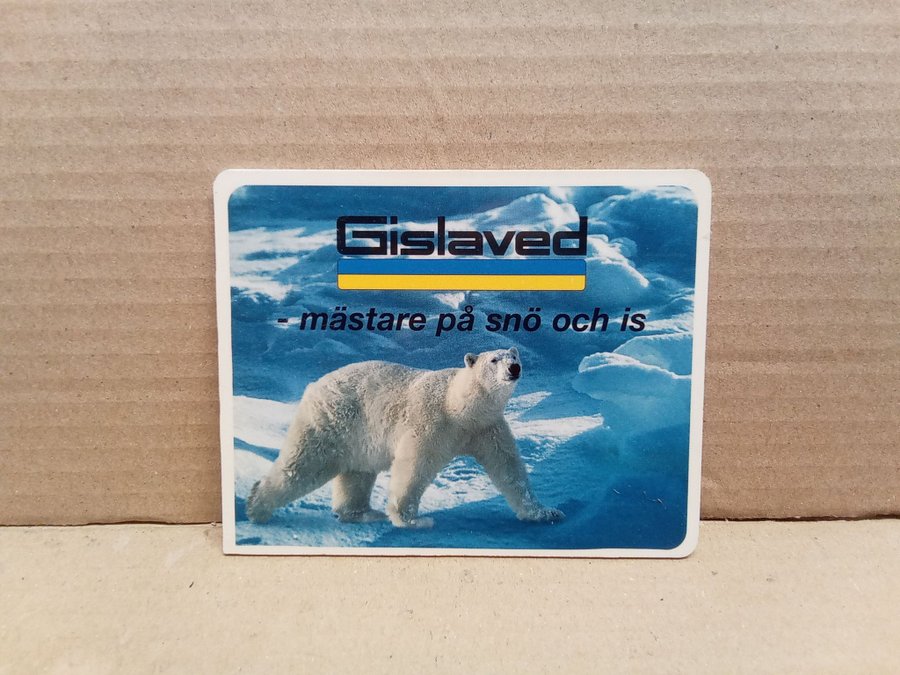 Gislaved
- mästare på snö och is